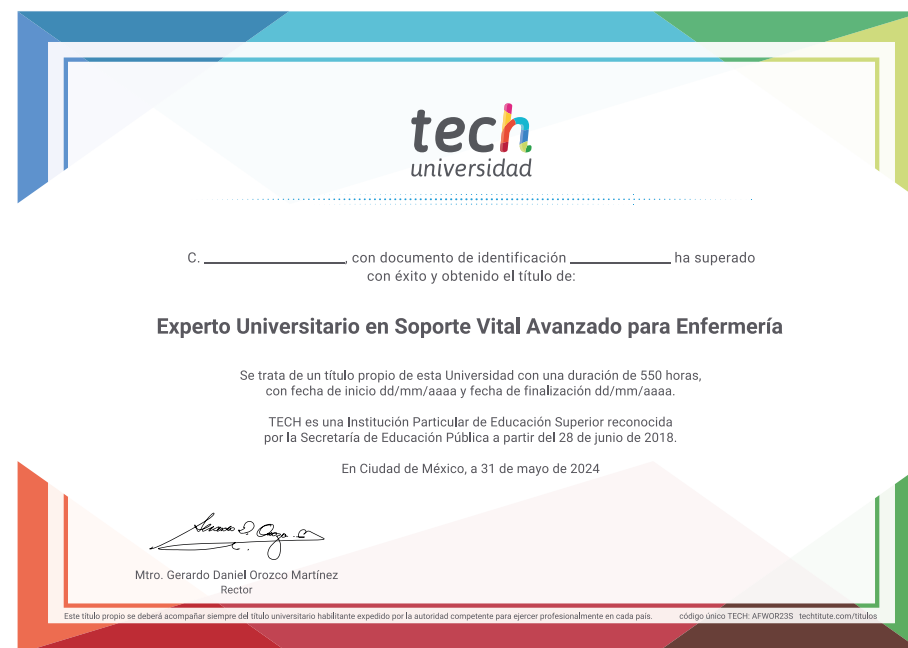 tech
universidad
C. ____________, con documento de identificación ____________ ha superado
con éxito y obtenido el título de:
Experto Universitario en Soporte Vital Avanzado para Enfermería
Se trata de un título propio de esta Universidad con una duración de 550 horas,
con fecha de inicio dd/mm/aaaa y fecha de finalización dd/mm/aaaa.
TECH es una Institución Particular de Educación Superior reconocida
por la Secretaría de Educación Pública a partir del 28 de junio de 2018.
En Ciudad de México, a 31 de mayo de 2024
Mtro. Gerardo Daniel Orozco Martínez
Rector
Este título propio se deberá acompañar siempre del título universitario habilitante expedido por la autoridad competente para ejercer profesionalmente en cada país. código único TECH: AFWOR23S techtitute.com/titulos